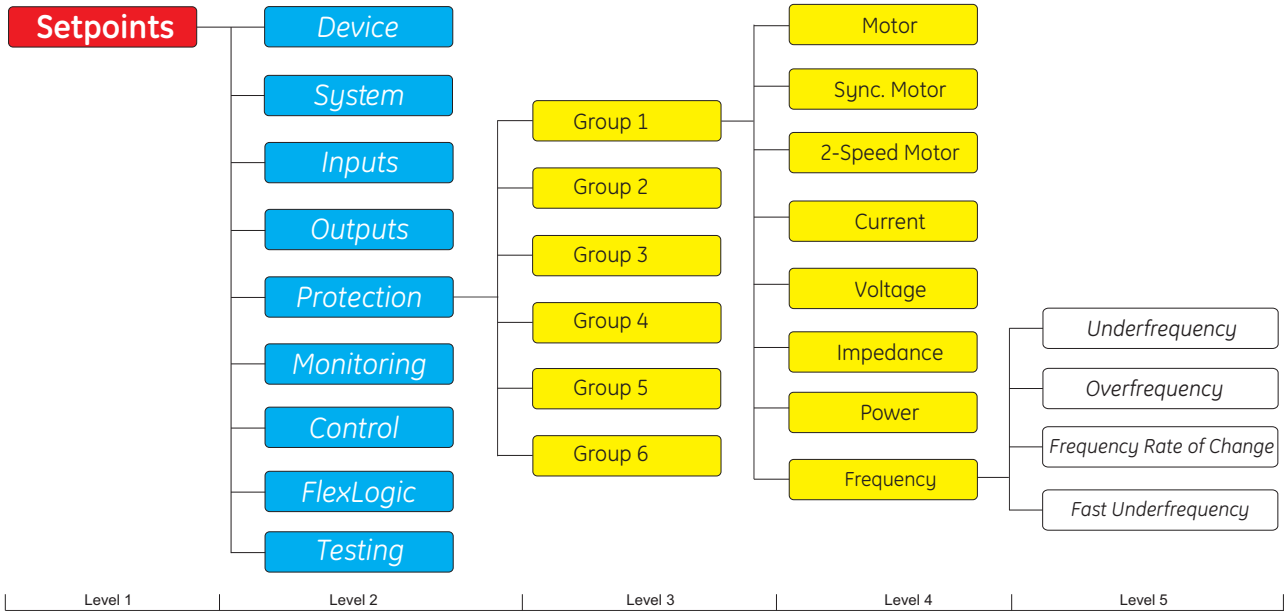 Setpoints
Device
System
Inputs
Outputs
Protection
Monitoring
Control
FlexLogic
Testing
Group 1
Group 2
Group 3
Group 4
Group 5
Group 6
Motor
Sync. Motor
2-Speed Motor
Current
Voltage
Impedance
Power
Frequency
Underfrequency
Overfrequency
Frequency Rate of Change
Fast Underfrequency
Level 1
Level 2
Level 3
Level 4
Level 5